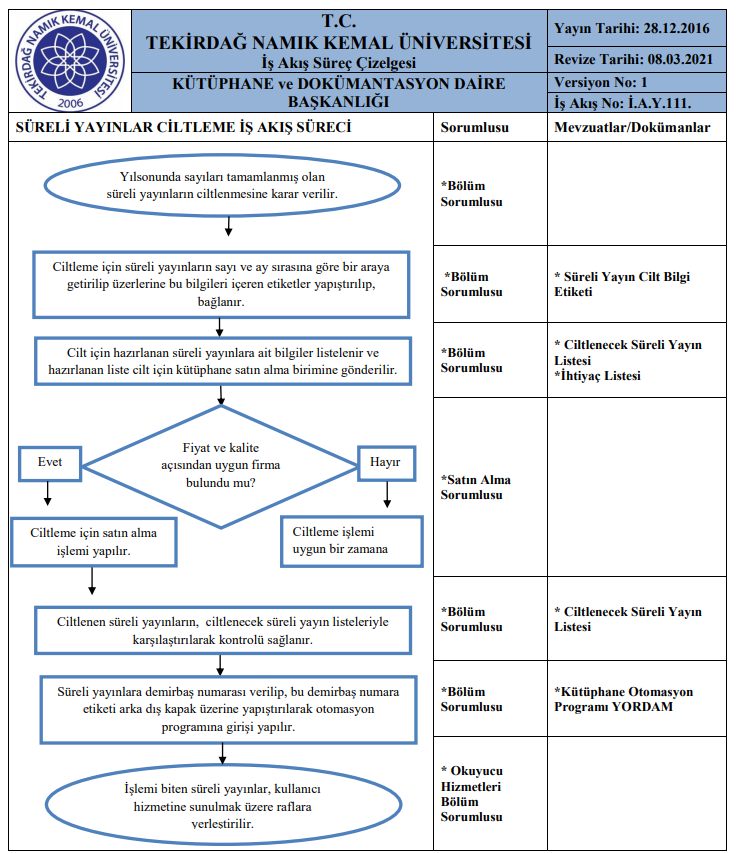 TEKİRDAĞ NAMIK KEMAL ÜNİVERSİTESİ
2006
T.C.
TEKİRDAĞ NAMIK KEMAL ÜNİVERSİTESİ
İş Akış Süreç Çizelgesi
KÜTÜPHANE ve DOKÜMANTASYON DAİRE
BAŞKANLIĞI
Yayın Tarihi: 28.12.2016
Revize Tarihi: 08.03.2021
Versiyon No: 1
İş Akış No: İ.A.Y.111.
SÜRELİ YAYINLAR CİLTLEME İŞ AKIŞ SÜRECİ
Sorumlusu
Mevzuatlar/Dokümanlar
Yılsonunda sayıları tamamlanmış olan
süreli yayınların ciltlenmesine karar verilir.
*Bölüm
Sorumlusu
Ciltleme için süreli yayınların sayı ve ay sırasına göre bir araya
getirilip üzerlerine bu bilgileri içeren etiketler yapıştırılıp,
bağlanır.
*Bölüm
Sorumlusu
* Süreli Yayın Cilt Bilgi
Etiketi
Cilt için hazırlanan süreli yayınlara ait bilgiler listelenir ve
hazırlanan liste cilt için kütüphane satın alma birimine gönderilir.
*Bölüm
Sorumlusu
* Ciltlenecek Süreli Yayın
Listesi
*İhtiyaç Listesi
Fiyat ve kalite
açısından uygun firma
bulundu mu?
Evet
Hayır
*Satın Alma
Sorumlusu
Ciltleme için satın alma
işlemi yapılır.
Ciltleme işlemi
uygun bir zamana
Ciltlenen süreli yayınların, ciltlenecek süreli yayın listeleriyle
karşılaştırılarak kontrolü sağlanır.
*Bölüm
Sorumlusu
* Ciltlenecek Süreli Yayın
Listesi
Süreli yayınlara demirbaş numarası verilip, bu demirbaş numara
etiketi arka dış kapak üzerine yapıştırılarak otomasyon
programına girişi yapılır.
*Bölüm
Sorumlusu
*Kütüphane Otomasyon
Programı YORDAM
İşlemi biten süreli yayınlar, kullanıcı
hizmetine sunulmak üzere raflara
yerleştirilir.
* Okuyucu
Hizmetleri
Bölüm
Sorumlusu